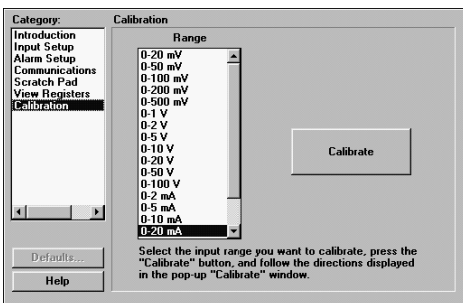 Category:
Introduction
Input Setup
Alarm Setup
Communications
Scratch Pad
View Registers
Calibration
Defaults...
Help
Calibration
Range
0-20 mV
0-50 mV
0-100 mV
0-200 mV
0-500 mV
0-1 V
0-2 V
0-5 V
0-10 V
0-20 V
0-50 V
0-100 V
0-2 mA
0-5 mA
0-10 mA
0-20 mA
Calibrate
Select the input range you want to calibrate, press the
"Calibrate" button, and follow the directions displayed
in the pop-up "Calibrate" window.